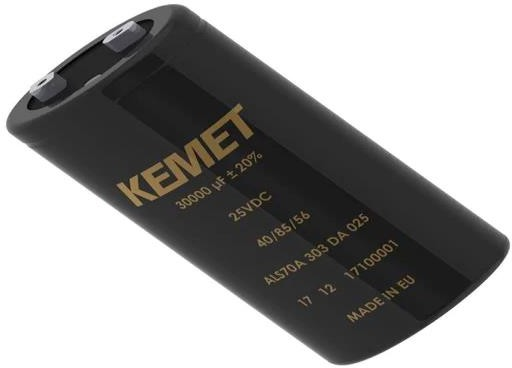 KEMET
30000 µF ± 20%
25VDC
40/85/56
ALS70A 303 DA 025
17 12 17100001
MADE IN EU